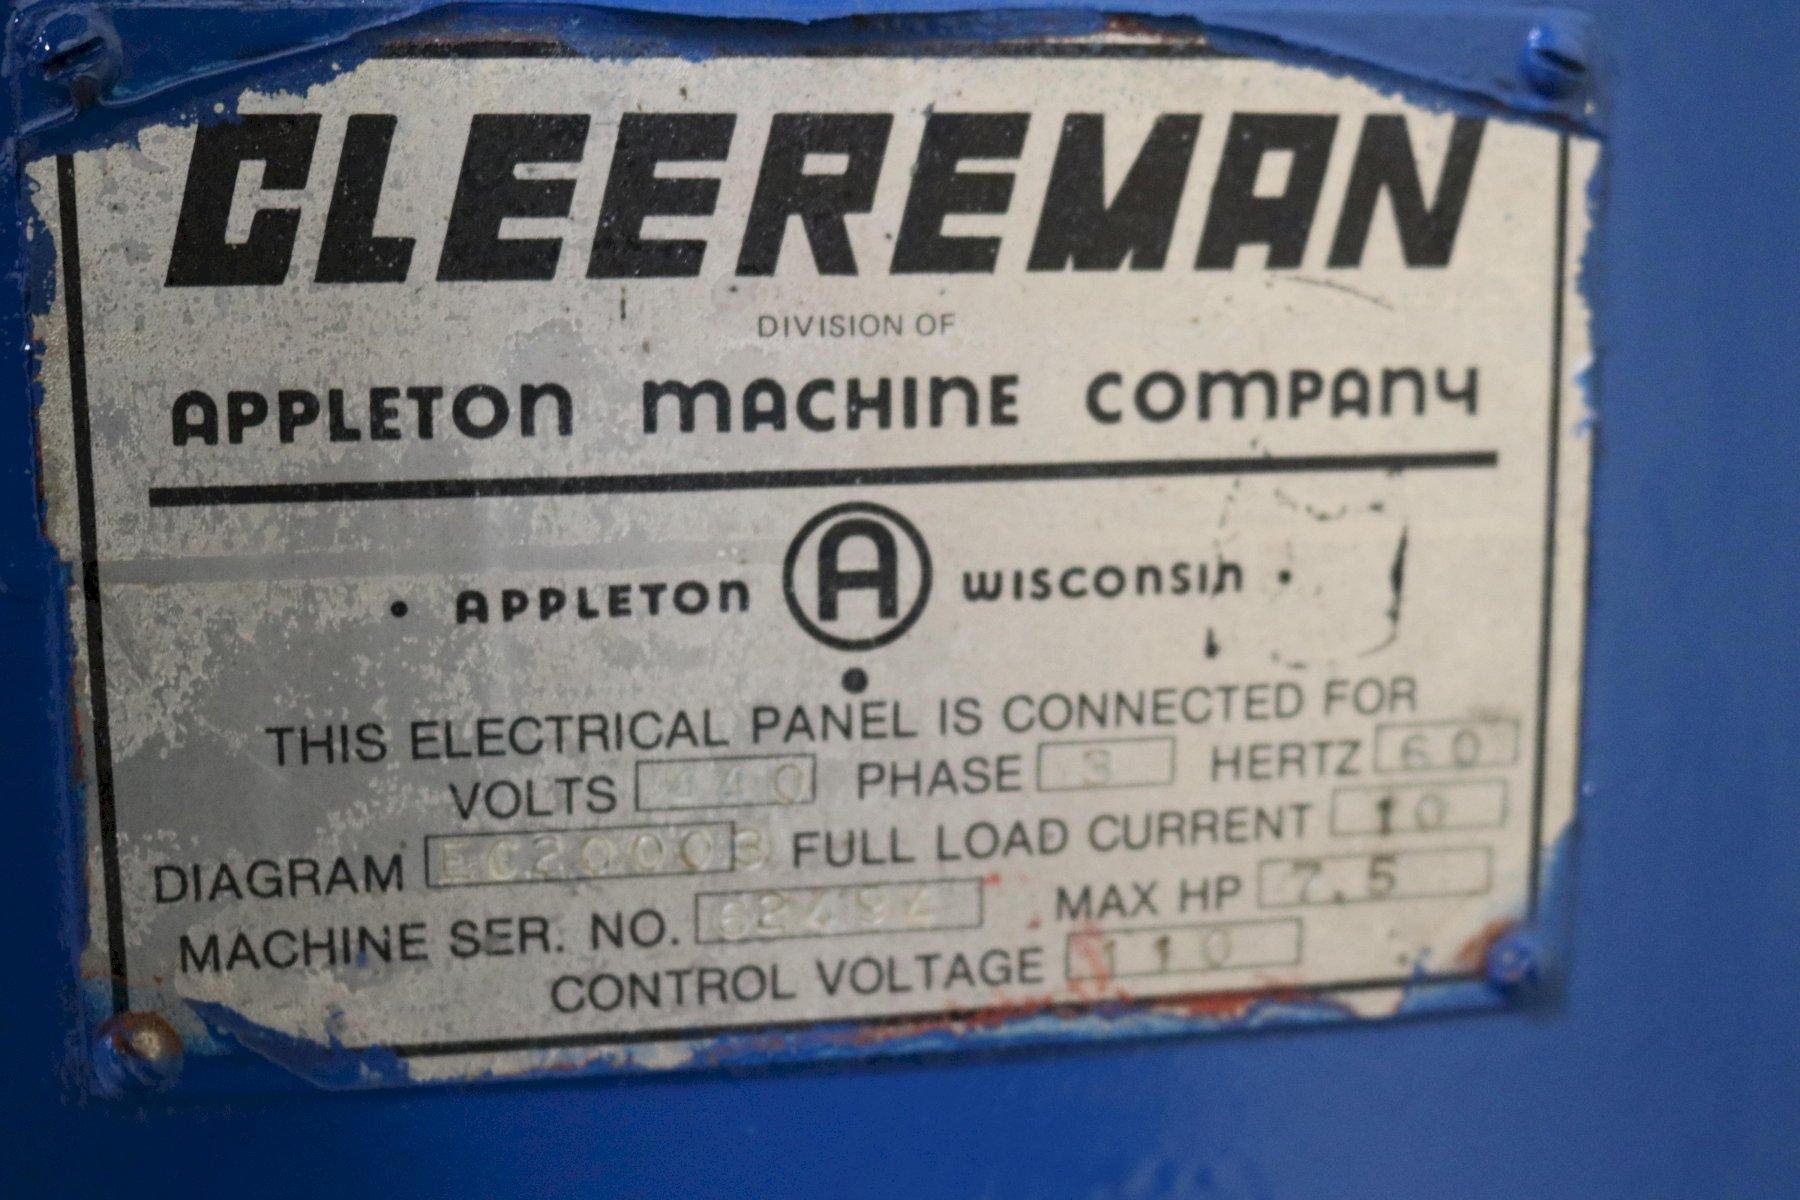 CLEEREMAN
DIVISION OF
APPLETON MACHINE COMPANY
• APPLETON A WISCONSIN •
THIS ELECTRICAL PANEL IS CONNECTED FOR
VOLTS 440 PHASE 3 HERTZ 60
DIAGRAM EC20003 FULL LOAD CURRENT 10
MACHINE SER. NO. MAX HP 7.5
CONTROL VOLTAGE 110